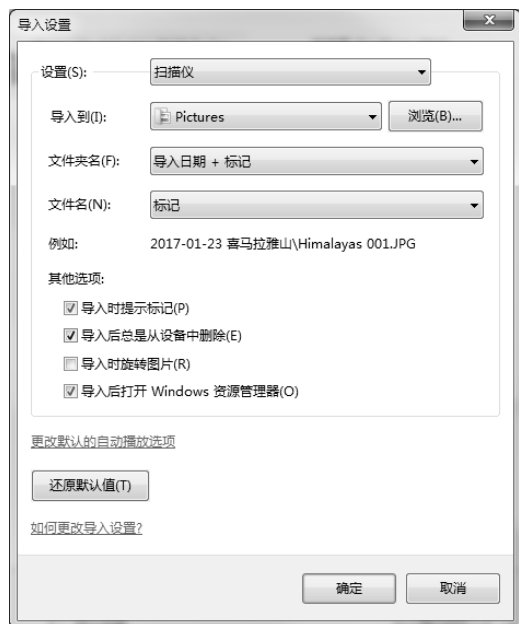 导入设置
设置(S): 扫描仪
导入到(I): Pictures 浏览(B)...
文件夹名(F): 导入日期 + 标记
文件名(N): 标记
例如: 2017-01-23 喜马拉雅山\Himalayas 001.JPG
其他选项:
导入时提示标记(P)
导入后总是从设备中删除(E)
导入时旋转图片(R)
导入后打开 Windows 资源管理器(O)
更改默认的自动播放选项
还原默认值(T)
如何更改导入设置?
确定 取消